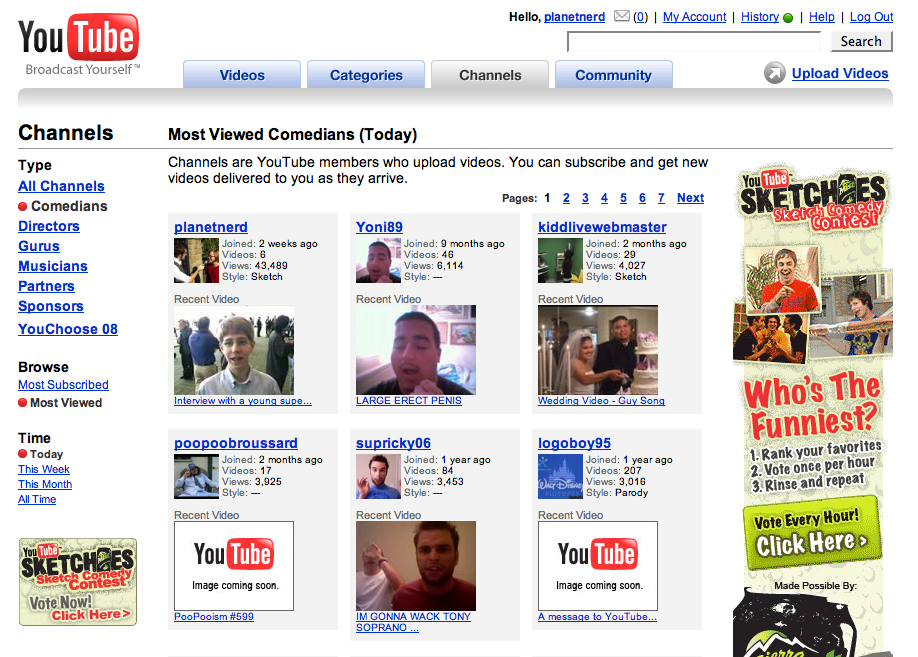 Hello, planetnerd (0) | My Account | History | Help | Log Out
YouTube
Broadcast Yourself™
Search
Videos
Categories
Channels
Community
Upload Videos
Channels
Type
All Channels
Comedians
Directors
Gurus
Musicians
Partners
Sponsors
YouChoose 08
Browse
Most Subscribed
Most Viewed
Time
Today
This Week
This Month
All Time
YouTube
SKETCHIES
Sketch Comedy
Contest
Vote Now!
Click Here >
Most Viewed Comedians (Today)
Channels are YouTube members who upload videos. You can subscribe and get new
videos delivered to you as they arrive.
Pages: 1 2 3 4 5 6 7 Next
planetnerd
Joined: 2 weeks ago
Videos: 6
Views: 43,489
Style: Sketch
Recent Video
Interview with a young supe...
Yoni89
Joined: 9 months ago
Videos: 46
Views: 6,114
Style: ---
Recent Video
LARGE ERECT PENIS
kiddlivewebmaster
Joined: 2 months ago
Videos: 29
Views: 4,027
Style: Sketch
Recent Video
Wedding Video - Guy Song
poopoobroussard
Joined: 2 months ago
Videos: 17
Views: 3,925
Style: ---
Recent Video
YouTube
Image coming soon.
PooPooism #599
supricky06
Joined: 1 year ago
Videos: 84
Views: 3,453
Style: ---
Recent Video
IM GONNA WACK TONY
SOPRANO ...
logoboy95
Joined: 1 year ago
Videos: 207
Views: 3,016
Style: Parody
WALT DISNEY
PICTURES
Recent Video
YouTube
Image coming soon.
A message to YouTube...
YouTube
SKETCHIES
Sketch Comedy
Contest
Who's The
Funniest?
1. Rank your favorites
2. Vote once per hour
3. Rinse and repeat
Vote Every Hour!
Click Here >
Made Possible By: